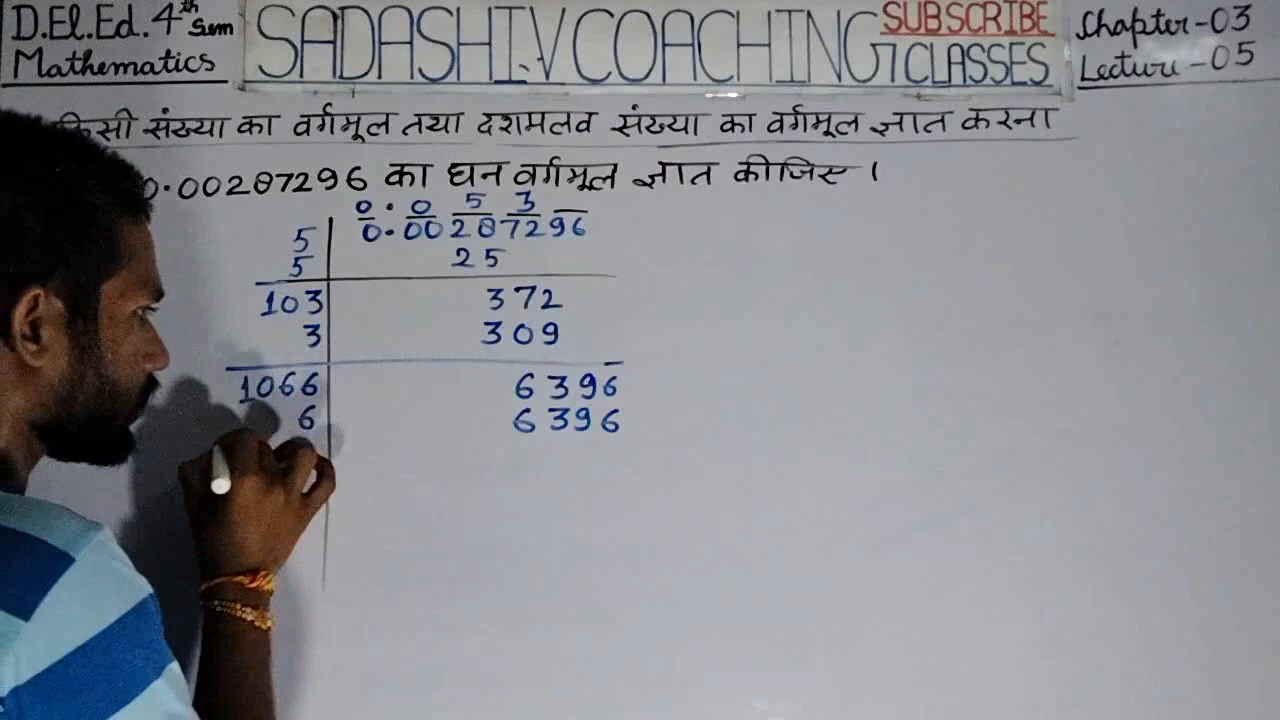 D.El.Ed. 4th Sem
Mathematics
SADASHIV COACHING
SUBSCRIBE
CLASSES
Chapter-03
Lecture-05
किसी संख्या का वर्गमूल तथा दशमलव संख्या का वर्गमूल ज्ञात करना
0.00287296 का घन वर्गमूल ज्ञात कीजिए ।
0 . 0 5 3
5 0.00287296
5 25
103 372
3 309
1066 6396
6 6396